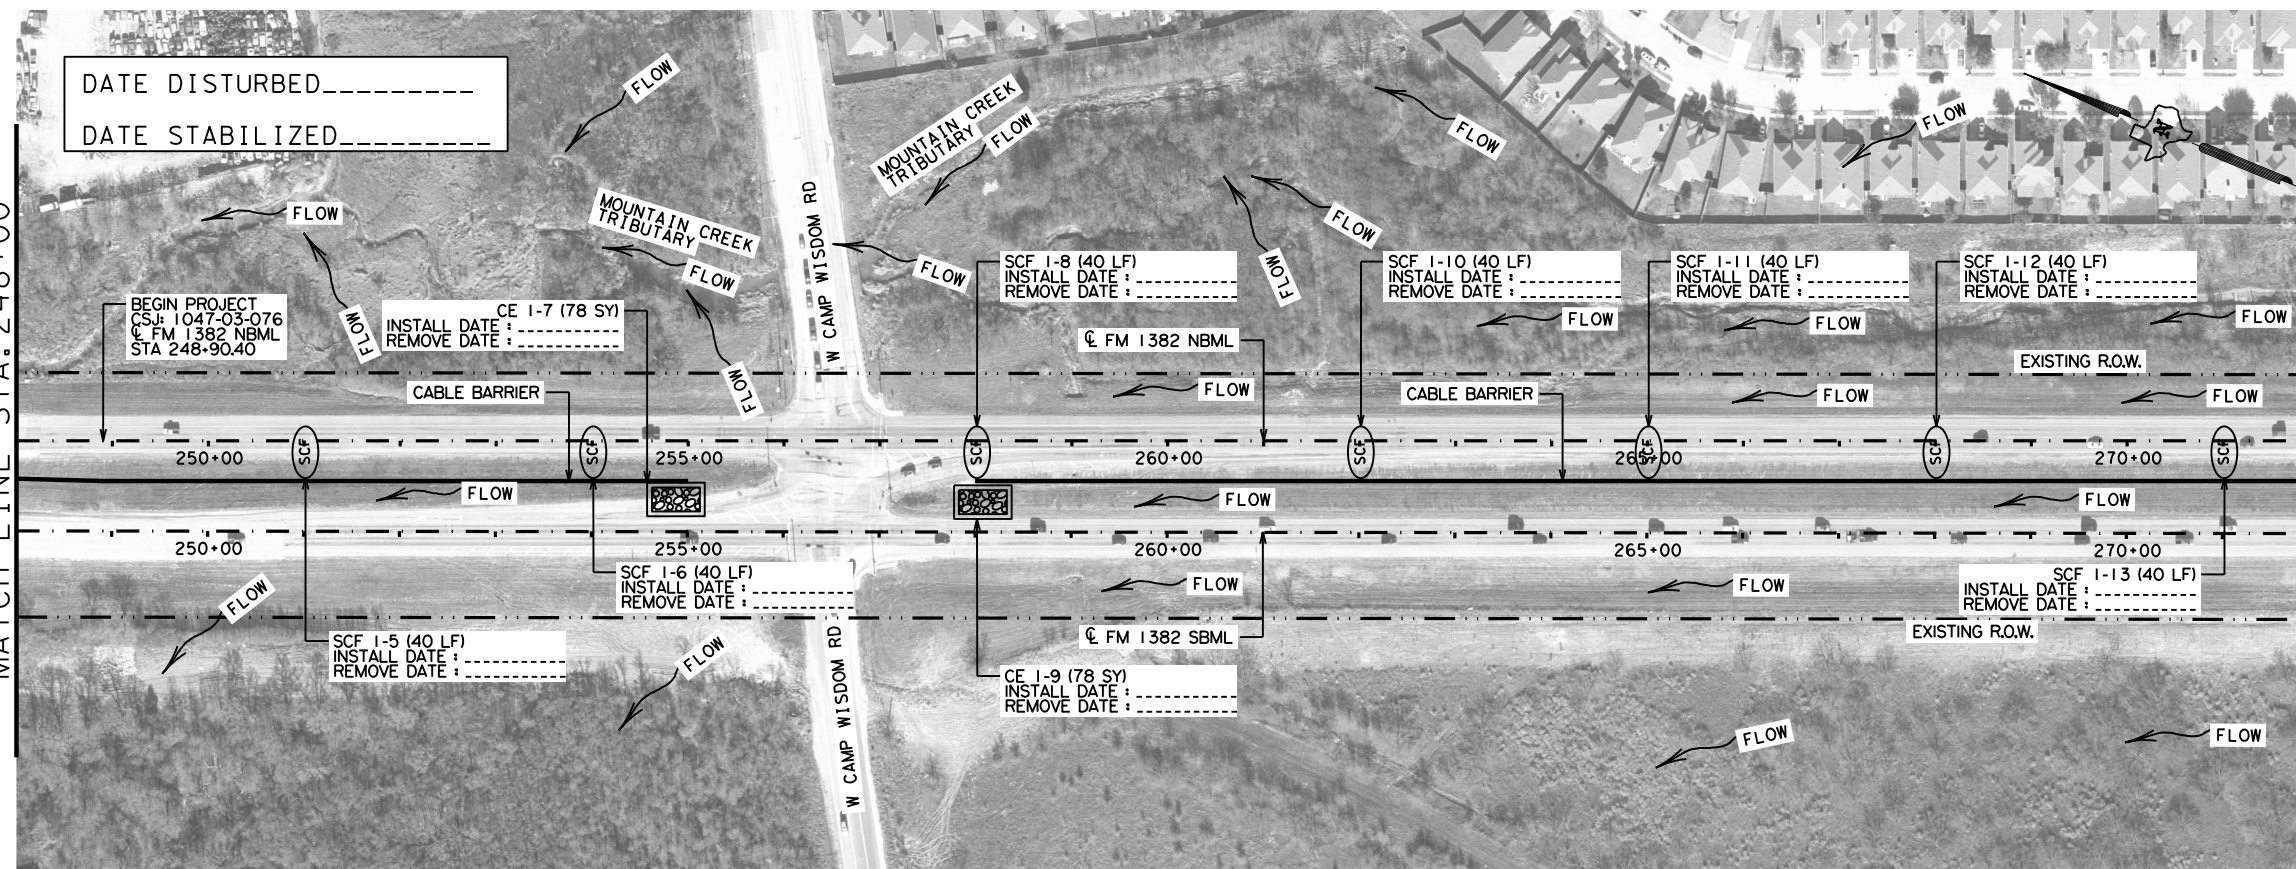 DATE DISTURBED_________
DATE STABILIZED_________
FLOW
MOUNTAIN CREEK
TRIBUTARY
FLOW
FLOW
FLOW
FLOW
MOUNTAIN CREEK
TRIBUTARY
FLOW
FLOW
FLOW
FLOW
W CAMP WISDOM RD
FLOW
FLOW
FLOW
BEGIN PROJECT
CSJ: 1047-03-076
℄ FM 1382 NBML
STA 248+90.40
CE 1-7 (78 SY)
INSTALL DATE : __________
REMOVE DATE : __________
SCF 1-8 (40 LF)
INSTALL DATE : __________
REMOVE DATE : __________
SCF 1-10 (40 LF)
INSTALL DATE : __________
REMOVE DATE : __________
SCF 1-11 (40 LF)
INSTALL DATE : __________
REMOVE DATE : __________
SCF 1-12 (40 LF)
INSTALL DATE : __________
REMOVE DATE : __________
FLOW
FLOW
FLOW
℄ FM 1382 NBML
EXISTING R.O.W.
CABLE BARRIER
FLOW
CABLE BARRIER
FLOW
FLOW
SCF
SCF
SCF
SCF
SCF
SCF
SCF
250+00
255+00
260+00
265+00
270+00
FLOW
FLOW
FLOW
250+00
255+00
260+00
265+00
270+00
SCF 1-6 (40 LF)
INSTALL DATE : __________
REMOVE DATE : __________
FLOW
FLOW
FLOW
SCF 1-13 (40 LF)
INSTALL DATE : __________
REMOVE DATE : __________
SCF 1-5 (40 LF)
INSTALL DATE : __________
REMOVE DATE : __________
FLOW
W CAMP WISDOM RD
℄ FM 1382 SBML
EXISTING R.O.W.
CE 1-9 (78 SY)
INSTALL DATE : __________
REMOVE DATE : __________
FLOW
FLOW